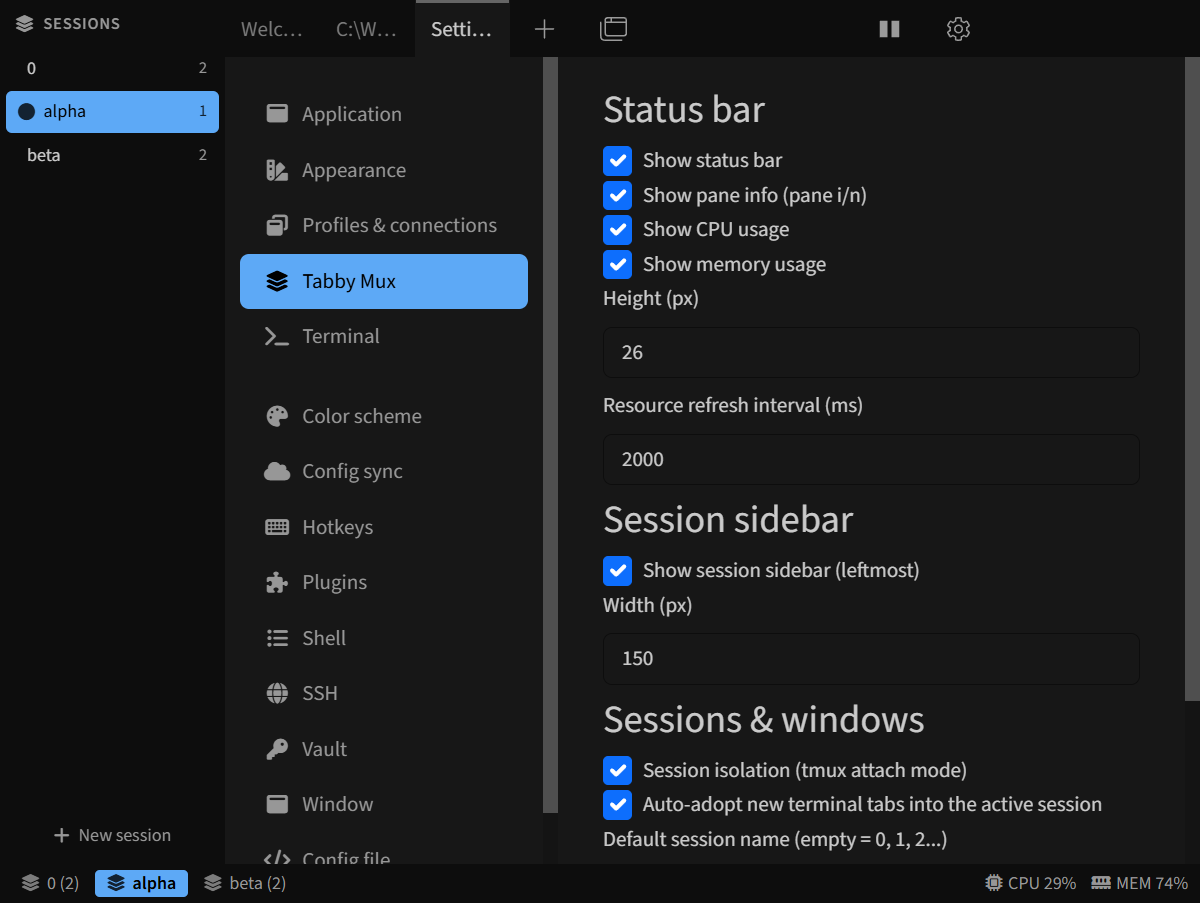 SESSIONS
0 2
alpha 1
beta 2
New session
Welc...
C:\W...
Setti...
Application
Appearance
Profiles & connections
Tabby Mux
Terminal
Color scheme
Config sync
Hotkeys
Plugins
Shell
SSH
Vault
Window
Config file
Status bar
Show status bar
Show pane info (pane i/n)
Show CPU usage
Show memory usage
Height (px)
26
Resource refresh interval (ms)
2000
Session sidebar
Show session sidebar (leftmost)
Width (px)
150
Sessions & windows
Session isolation (tmux attach mode)
Auto-adopt new terminal tabs into the active session
Default session name (empty = 0, 1, 2...)
0 (2) alpha beta (2) CPU 29% MEM 74%